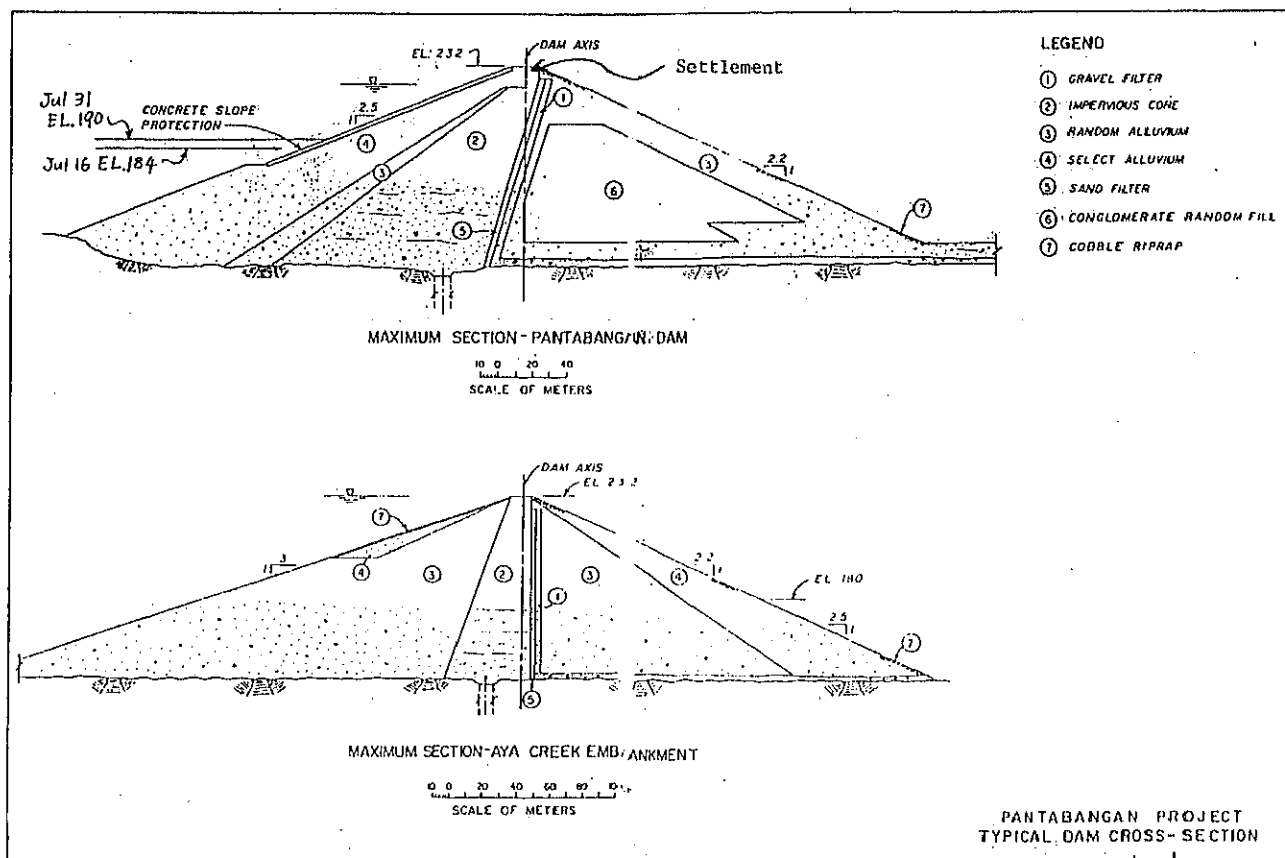 DAM AXIS
EL. 232
Settlement
Jul 31
EL.190
CONCRETE SLOPE
PROTECTION
Jul 16 EL.184
2.5
1
①
④
②
③
③
2.2
1
⑥
⑤
⑦
MAXIMUM SECTION - PANTABANGAN DAM
10 0 20 40
SCALE OF METERS
LEGEND
① GRAVEL FILTER
② IMPERVIOUS CORE
③ RANDOM ALLUVIUM
④ SELECT ALLUVIUM
⑤ SAND FILTER
⑥ CONGLOMERATE RANDOM FILL
⑦ COBBLE RIPRAP
DAM AXIS
EL 232
⑦
3
1
④
③
②
③
④
2.2
1
①
EL 180
2.5
1
⑦
⑤
MAXIMUM SECTION-AYA CREEK EMBANKMENT
10 0 20 40 60 80 100
SCALE OF METERS
PANTABANGAN PROJECT
TYPICAL DAM CROSS-SECTION